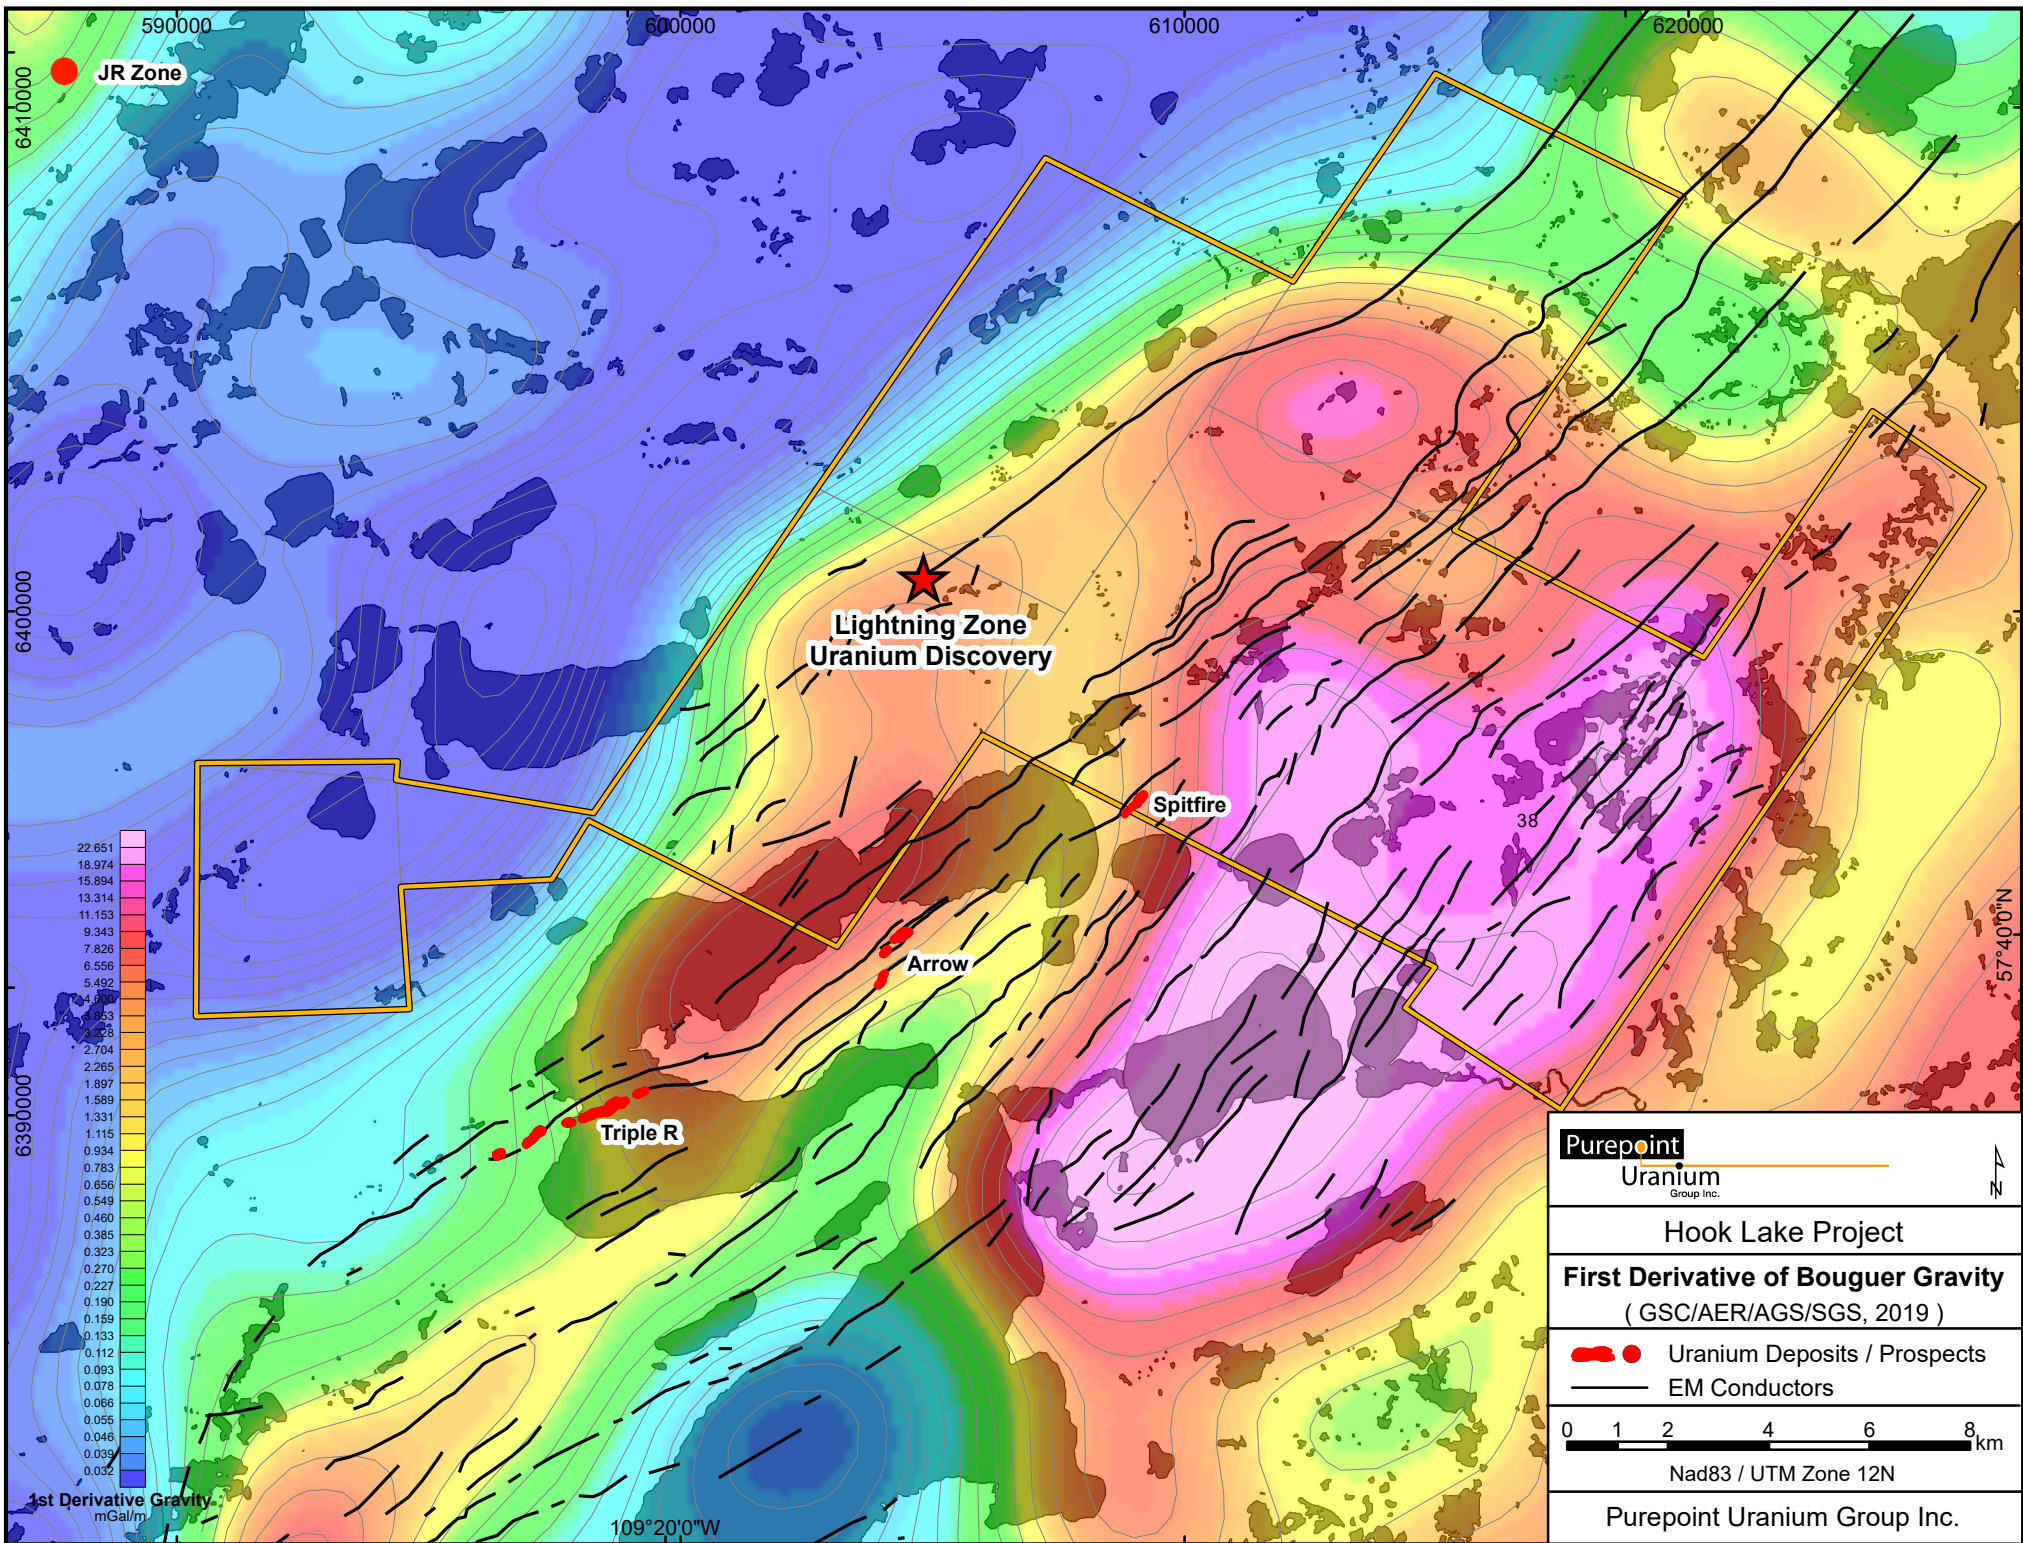 590000
600000
610000
620000
JR Zone
6410000
Lightning Zone
Uranium Discovery
6400000
Spitfire
38
Arrow
57°40'0"N
Triple R
6390000
22.651
18.974
15.894
13.314
11.153
9.343
7.826
6.556
5.492
4.600
3.853
3.228
2.704
2.265
1.897
1.589
1.331
1.115
0.934
0.783
0.656
0.549
0.460
0.385
0.323
0.270
0.227
0.190
0.159
0.133
0.112
0.093
0.078
0.066
0.055
0.046
0.039
0.032
1st Derivative Gravity
mGal/m
109°20'0"W
Purepoint
Uranium
Group Inc.
N
Hook Lake Project
First Derivative of Bouguer Gravity
( GSC/AER/AGS/SGS, 2019 )
Uranium Deposits / Prospects
EM Conductors
0 1 2 4 6 8 km
Nad83 / UTM Zone 12N
Purepoint Uranium Group Inc.